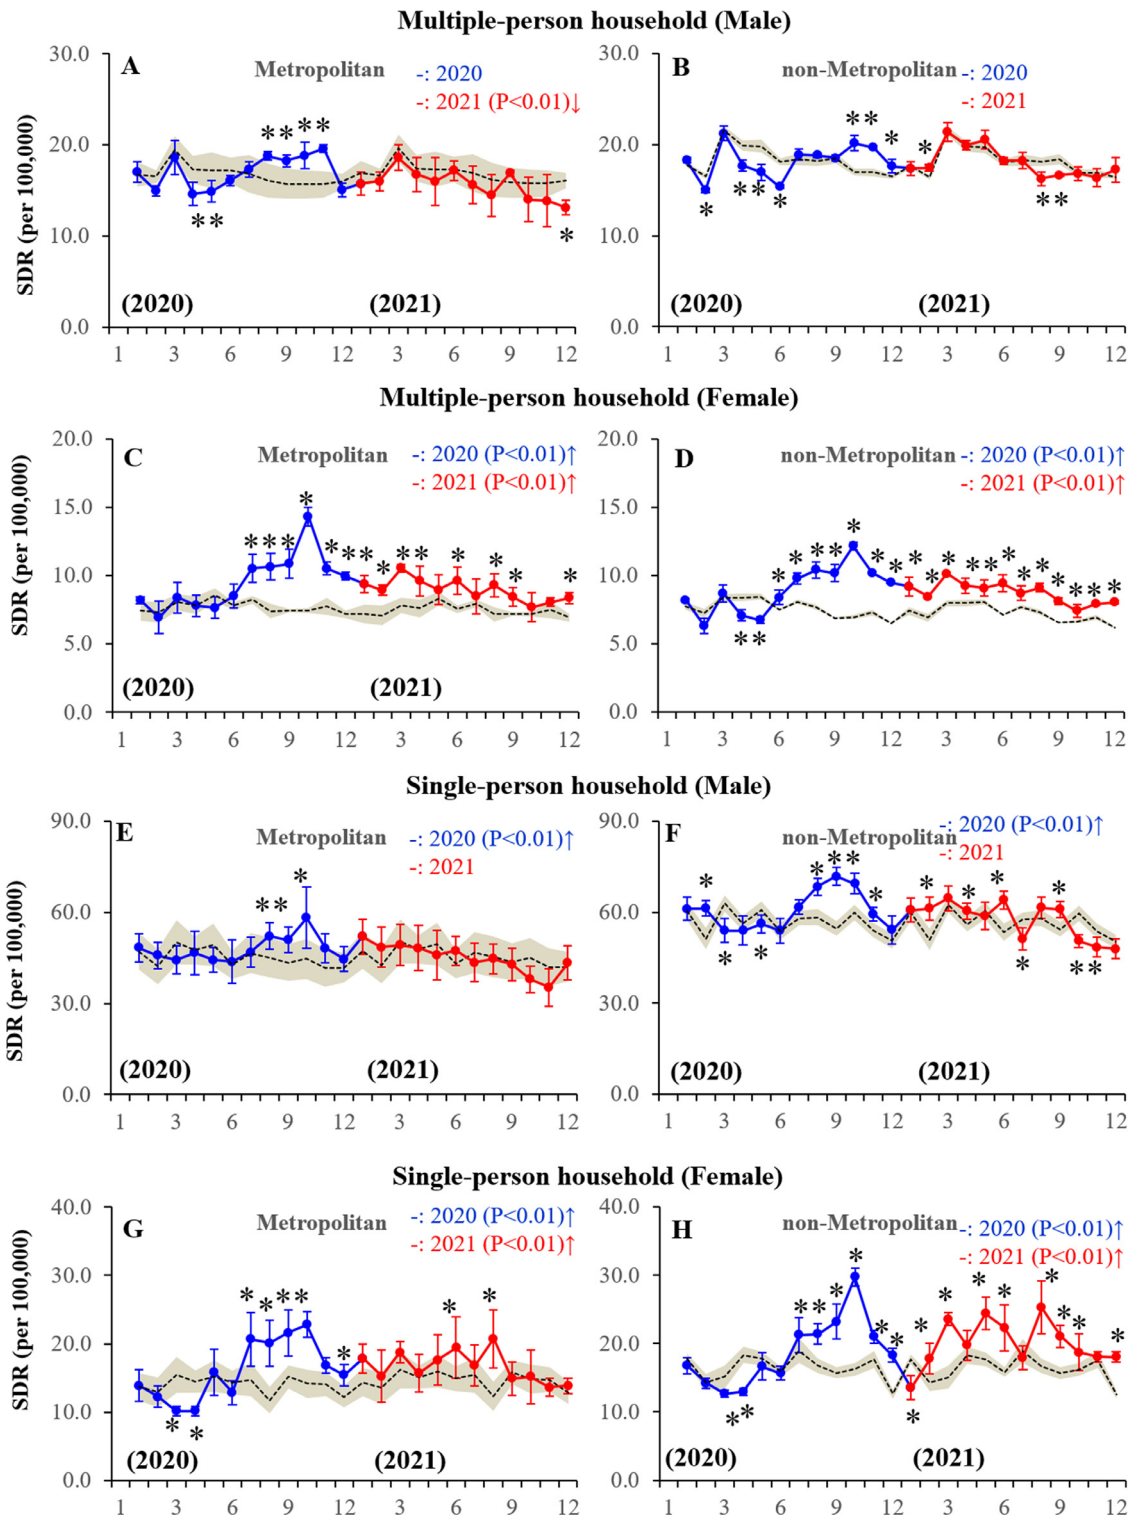 Multiple-person household (Male)
A
Metropolitan
-: 2020
-: 2021 (P<0.01)↓
SDR (per 100,000)
30.0
20.0
10.0
0.0
** **
**
*
(2020)
(2021)
1 3 6 9 12 3 6 9 12
B
non-Metropolitan
-: 2020
-: 2021
30.0
20.0
10.0
0.0
** * *
* ** *
**
(2020)
(2021)
1 3 6 9 12 3 6 9 12
Multiple-person household (Female)
C
Metropolitan
-: 2020 (P<0.01)↑
-: 2021 (P<0.01)↑
SDR (per 100,000)
20.0
15.0
10.0
5.0
0.0
*** * *** * ** * * * *
(2020)
(2021)
1 3 6 9 12 3 6 9 12
D
non-Metropolitan
-: 2020 (P<0.01)↑
-: 2021 (P<0.01)↑
20.0
15.0
10.0
5.0
0.0
* * ** * * * * * * ** * * * * * * *
**
(2020)
(2021)
1 3 6 9 12 3 6 9 12
Single-person household (Male)
E
Metropolitan
-: 2020 (P<0.01)↑
-: 2021
SDR (per 100,000)
90.0
60.0
30.0
0.0
** *
(2020)
(2021)
1 3 6 9 12 3 6 9 12
F
non-Metropolitan
-: 2020 (P<0.01)↑
-: 2021
90.0
60.0
30.0
0.0
* * ** * * * * *
* * * **
(2020)
(2021)
1 3 6 9 12 3 6 9 12
Single-person household (Female)
G
Metropolitan
-: 2020 (P<0.01)↑
-: 2021 (P<0.01)↑
SDR (per 100,000)
40.0
30.0
20.0
10.0
0.0
* * ** * * *
* *
(2020)
(2021)
1 3 6 9 12 3 6 9 12
H
non-Metropolitan
-: 2020 (P<0.01)↑
-: 2021 (P<0.01)↑
40.0
30.0
20.0
10.0
0.0
** * * * * * * * * * * * *
** *
(2020)
(2021)
1 3 6 9 12 3 6 9 12